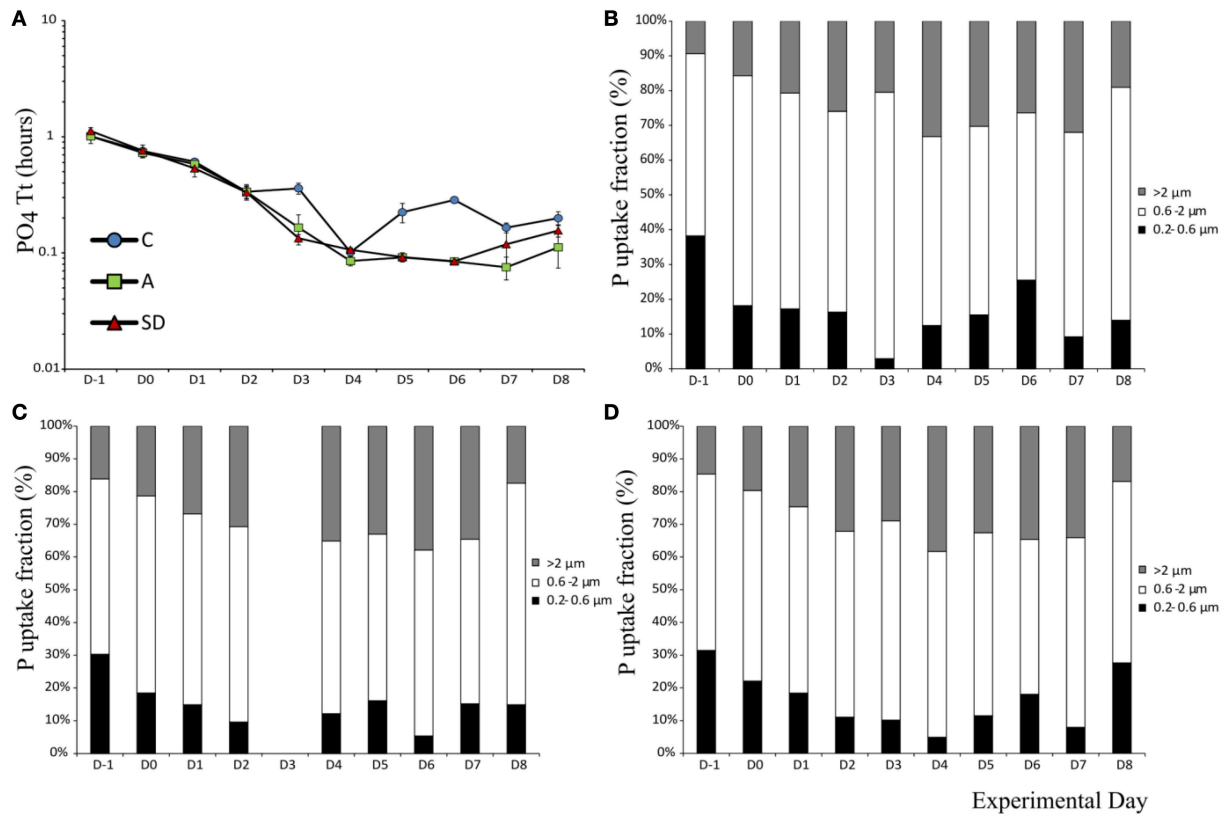 A
PO4 Tt (hours)
10
1
0.1
0.01
C
A
SD
D-1 D0 D1 D2 D3 D4 D5 D6 D7 D8
B
P uptake fraction (%)
100%
90%
80%
70%
60%
50%
40%
30%
20%
10%
0%
>2 µm
0.6-2 µm
0.2-0.6 µm
D-1 D0 D1 D2 D3 D4 D5 D6 D7 D8
C
P uptake fraction (%)
100%
90%
80%
70%
60%
50%
40%
30%
20%
10%
0%
>2 µm
0.6-2 µm
0.2-0.6 µm
D-1 D0 D1 D2 D3 D4 D5 D6 D7 D8
D
P uptake fraction (%)
100%
90%
80%
70%
60%
50%
40%
30%
20%
10%
0%
>2 µm
0.6-2 µm
0.2-0.6 µm
D-1 D0 D1 D2 D3 D4 D5 D6 D7 D8
Experimental Day